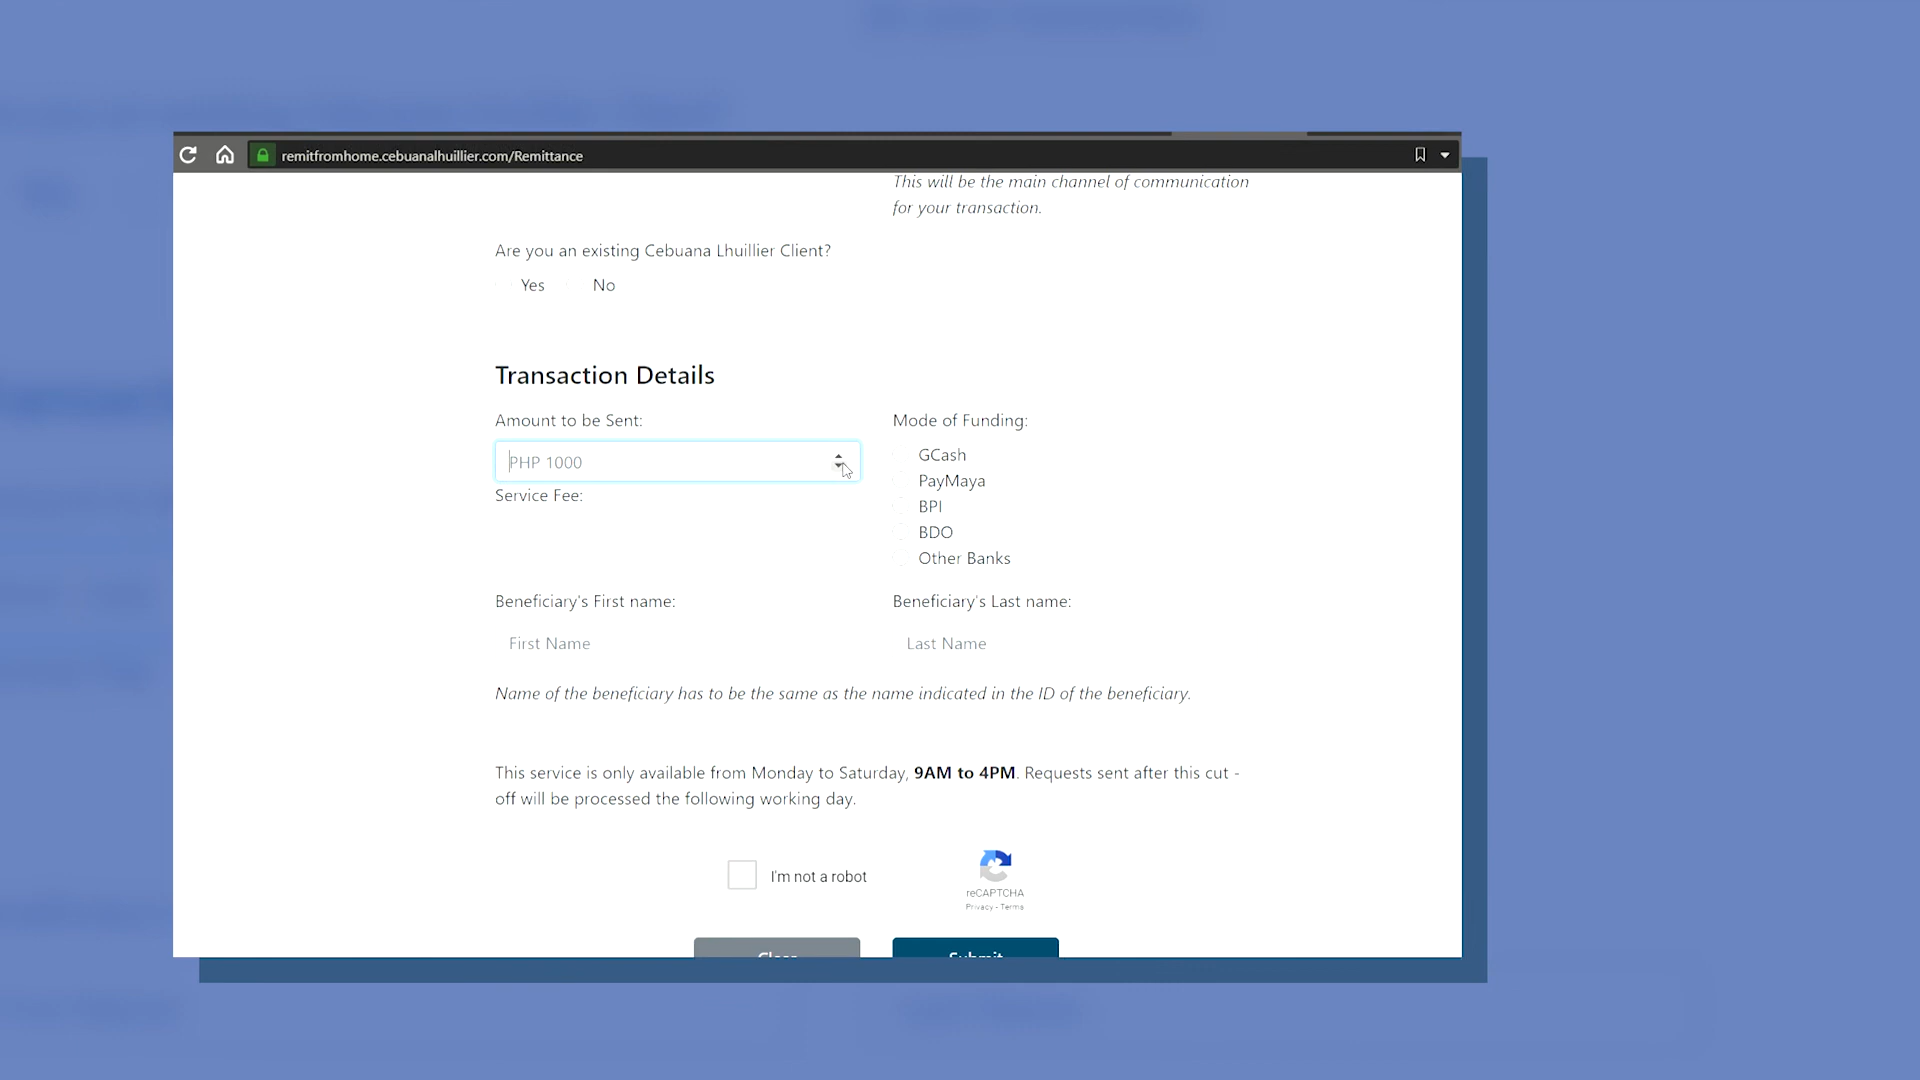 remitfromhome.cebuanalhuillier.com/Remittance
This will be the main channel of communication
for your transaction.
Are you an existing Cebuana Lhuillier Client?
Yes No
Transaction Details
Amount to be Sent: Mode of Funding:
PHP 1000
GCash
PayMaya
Service Fee:
BPI
BDO
Other Banks
Beneficiary's First name: Beneficiary's Last name:
First Name Last Name
Name of the beneficiary has to be the same as the name indicated in the ID of the beneficiary.
This service is only available from Monday to Saturday, 9AM to 4PM. Requests sent after this cut -
off will be processed the following working day.
I'm not a robot
reCAPTCHA
Privacy - Terms
Submit